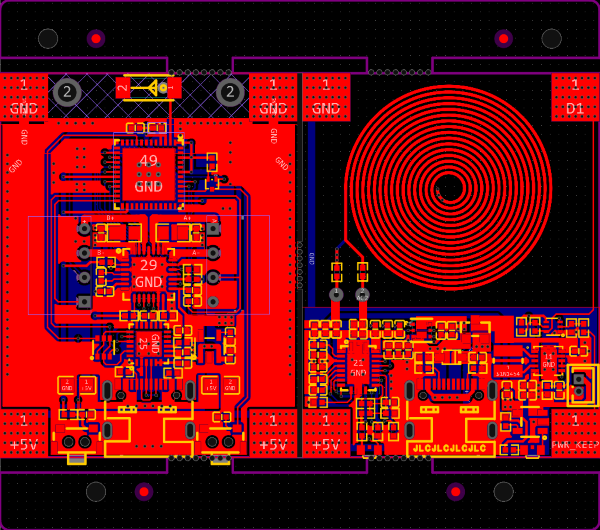 1 GND
2
2
2
1 GND
1 GND
1 D1
GND
GND
GND
GND
49 GND
D+
A+
A-
GND
29 GND
25
GND
21 GND
11 GND
2 GND
1 +5V
1 +5V
2 GND
1 +5V
1 +5V
1 +5V
1 PWR KEEP
JLCJLCJLCJLC